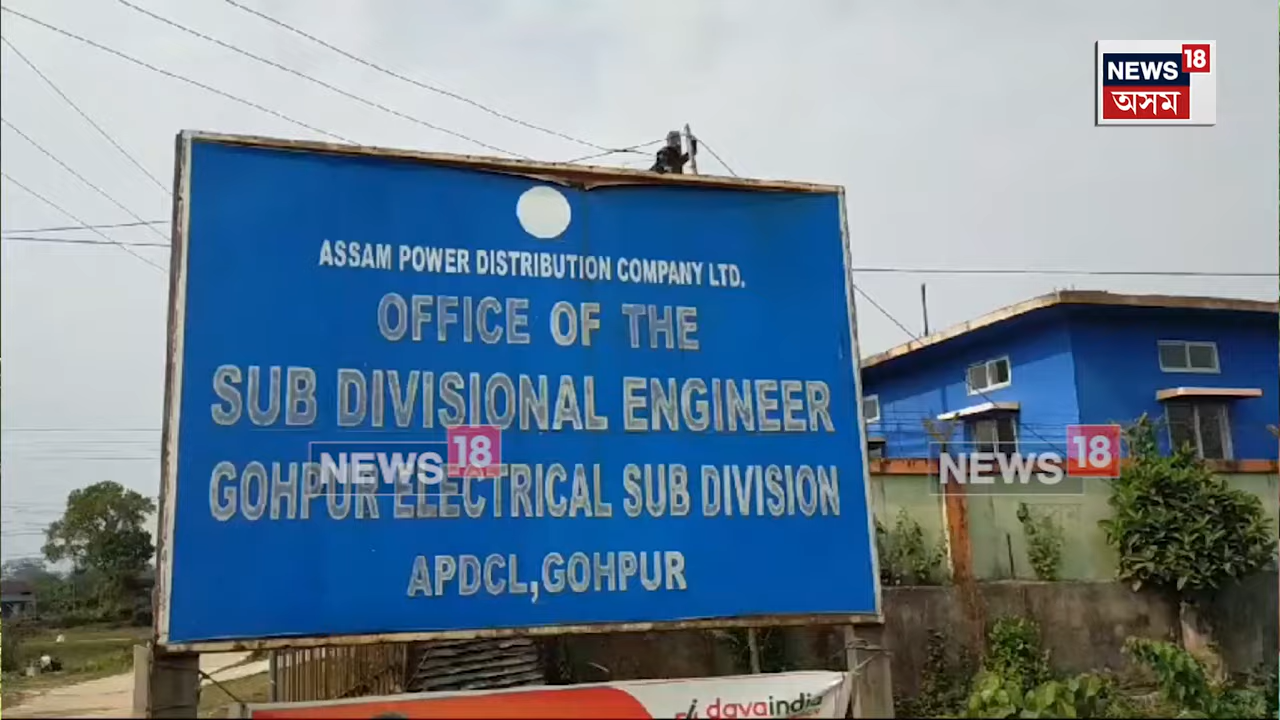 NEWS 18
অসম
ASSAM POWER DISTRIBUTION COMPANY LTD.
OFFICE OF THE
SUB DIVISIONAL ENGINEER
GOHPUR ELECTRICAL SUB DIVISION
APDCL,GOHPUR
NEWS 18
NEWS 18
davaindia